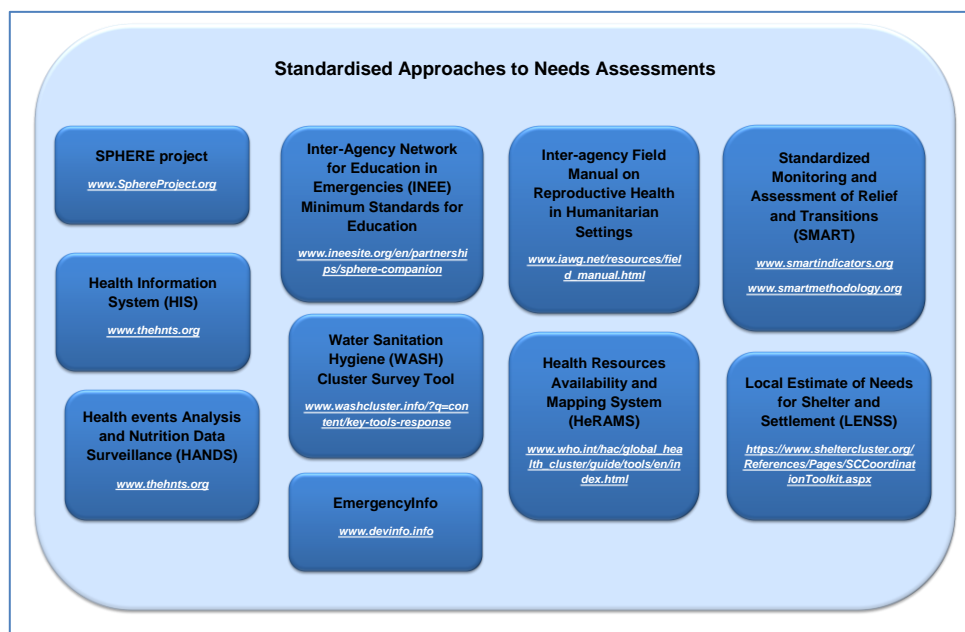 Standardised Approaches to Needs Assessments
SPHERE project
www.SphereProject.org
Health Information
System (HIS)
www.thehnts.org
Health events Analysis
and Nutrition Data
Surveillance (HANDS)
www.thehnts.org
Inter-Agency Network
for Education in
Emergencies (INEE)
Minimum Standards for
Education
www.ineesite.org/en/partnershi
ps/sphere-companion
Water Sanitation
Hygiene (WASH)
Cluster Survey Tool
www.washcluster.info/?q=con
tent/key-tools-response
EmergencyInfo
www.devinfo.info
Inter-agency Field
Manual on
Reproductive Health
in Humanitarian
Settings
www.iawg.net/resources/fiel
d_manual.html
Health Resources
Availability and
Mapping System
(HeRAMS)
www.who.int/hac/global_hea
lth_cluster/guide/tools/en/in
dex.html
Standardized
Monitoring and
Assessment of Relief
and Transitions
(SMART)
www.smartindicators.org
www.smartmethodology.org
Local Estimate of Needs
for Shelter and
Settlement (LENSS)
https://www.sheltercluster.org/
References/Pages/SCCoordinat
ionToolkit.aspx